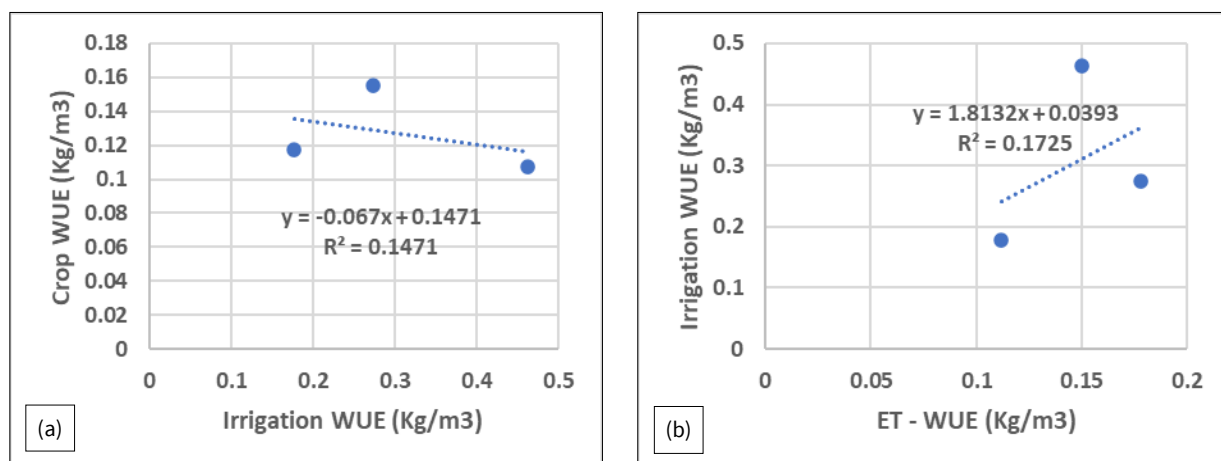 0.18
0.16
0.14
0.12
0.1
0.08
0.06
0.04
0.02
0
Crop WUE (Kg/m3)
y = -0.067x + 0.1471
R² = 0.1471
0 0.1 0.2 0.3 0.4 0.5
Irrigation WUE (Kg/m3)
(a)
0.5
0.4
0.3
0.2
0.1
0
Irrigation WUE (Kg/m3)
y = 1.8132x + 0.0393
R² = 0.1725
0 0.05 0.1 0.15 0.2
ET - WUE (Kg/m3)
(b)